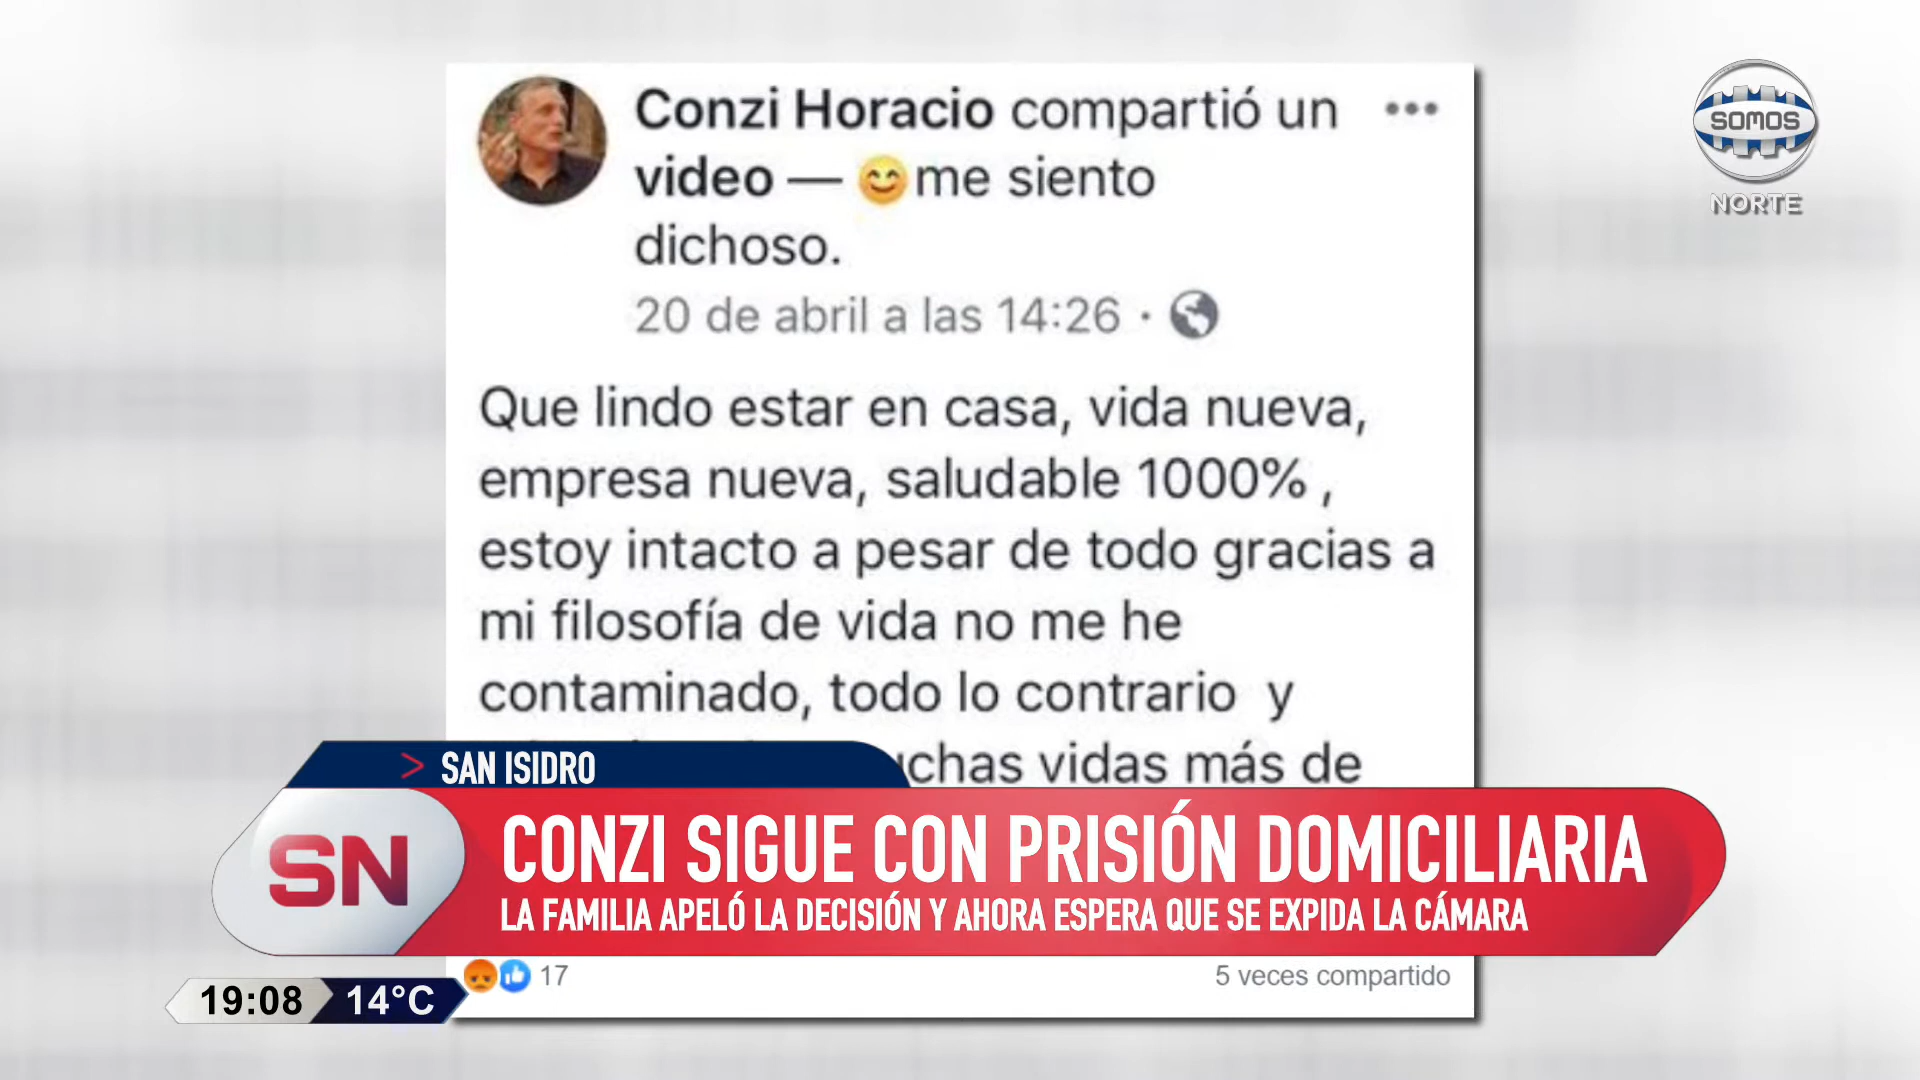 Conzi Horacio compartió un
video — 😊 me siento
dichoso.
20 de abril a las 14:26 ·
Que lindo estar en casa, vida nueva,
empresa nueva, saludable 1000% ,
estoy intacto a pesar de todo gracias a
mi filosofía de vida no me he
contaminado, todo lo contrario y
vidas más de
SOMOS
NORTE
> SAN ISIDRO
SN
CONZI SIGUE CON PRISIÓN DOMICILIARIA
LA FAMILIA APELÓ LA DECISIÓN Y AHORA ESPERA QUE SE EXPIDA LA CÁMARA
17
5 veces compartido
19:08 14°C